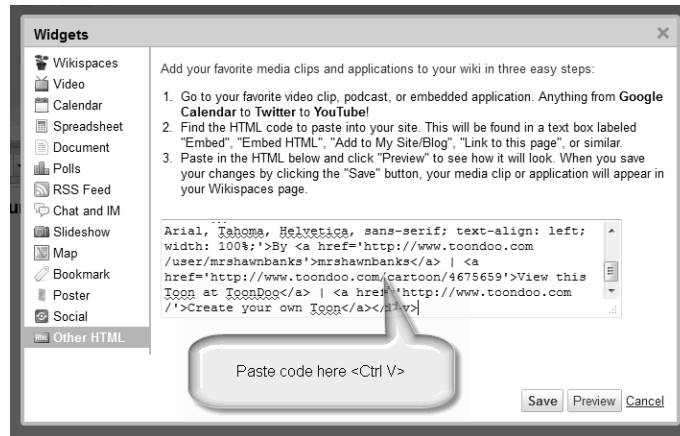 Widgets
Wikispaces
Video
Calendar
Spreadsheet
Document
Polls
RSS Feed
Chat and IM
Slideshow
Map
Bookmark
Poster
Social
Other HTML
Add your favorite media clips and applications to your wiki in three easy steps:
1. Go to your favorite video clip, podcast, or embedded application. Anything from Google
Calendar to Twitter to YouTube!
2. Find the HTML code to paste into your site. This will be found in a text box labeled
"Embed", "Embed HTML", "Add to My Site/Blog", "Link to this page", or similar.
3. Paste in the HTML below and click "Preview" to see how it will look. When you save
your changes by clicking the "Save" button, your media clip or application will appear in
your Wikispaces page.
Arial, Tahoma, Helvetica, sans-serif; text-align: left;
width: 100%;'>By <a href='http://www.toondoo.com
/user/mrshawnbanks'>mrshawnbanks</a> | <a
href='http://www.toondoo.com/cartoon/4675659'>View this
Toon at ToonDoo</a> | <a href='http://www.toondoo.com
/'>Create your own Toon</a></div>
Paste code here <Ctrl V>
Save Preview Cancel